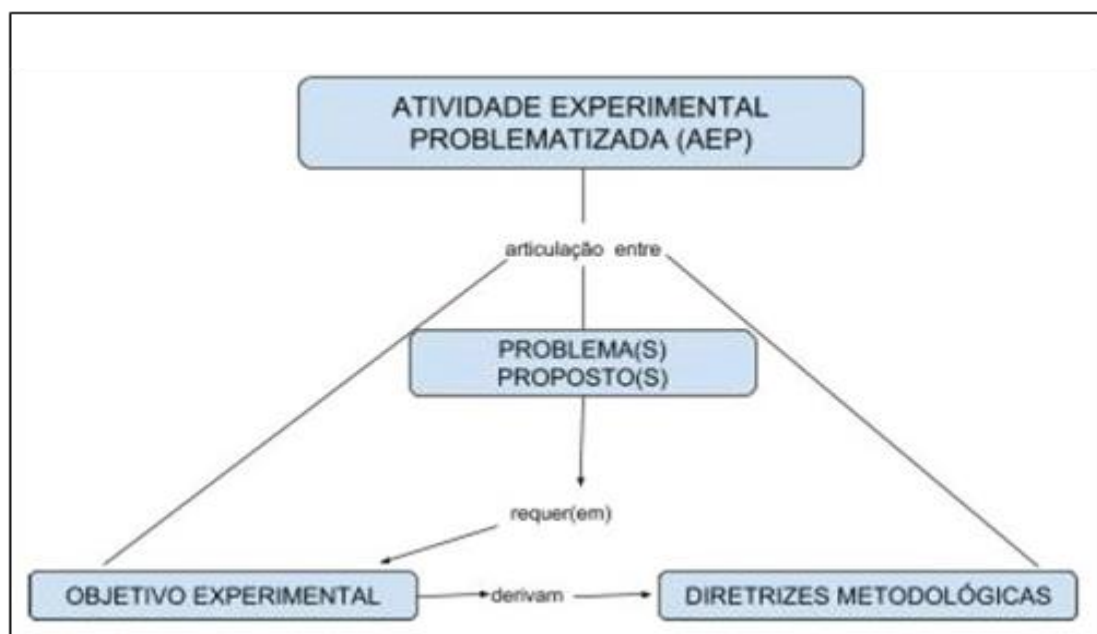 ATIVIDADE EXPERIMENTAL
PROBLEMATIZADA (AEP)
articulação entre
PROBLEMA(S)
PROPOSTO(S)
requer(em)
OBJETIVO EXPERIMENTAL
derivam
DIRETRIZES METODOLÓGICAS